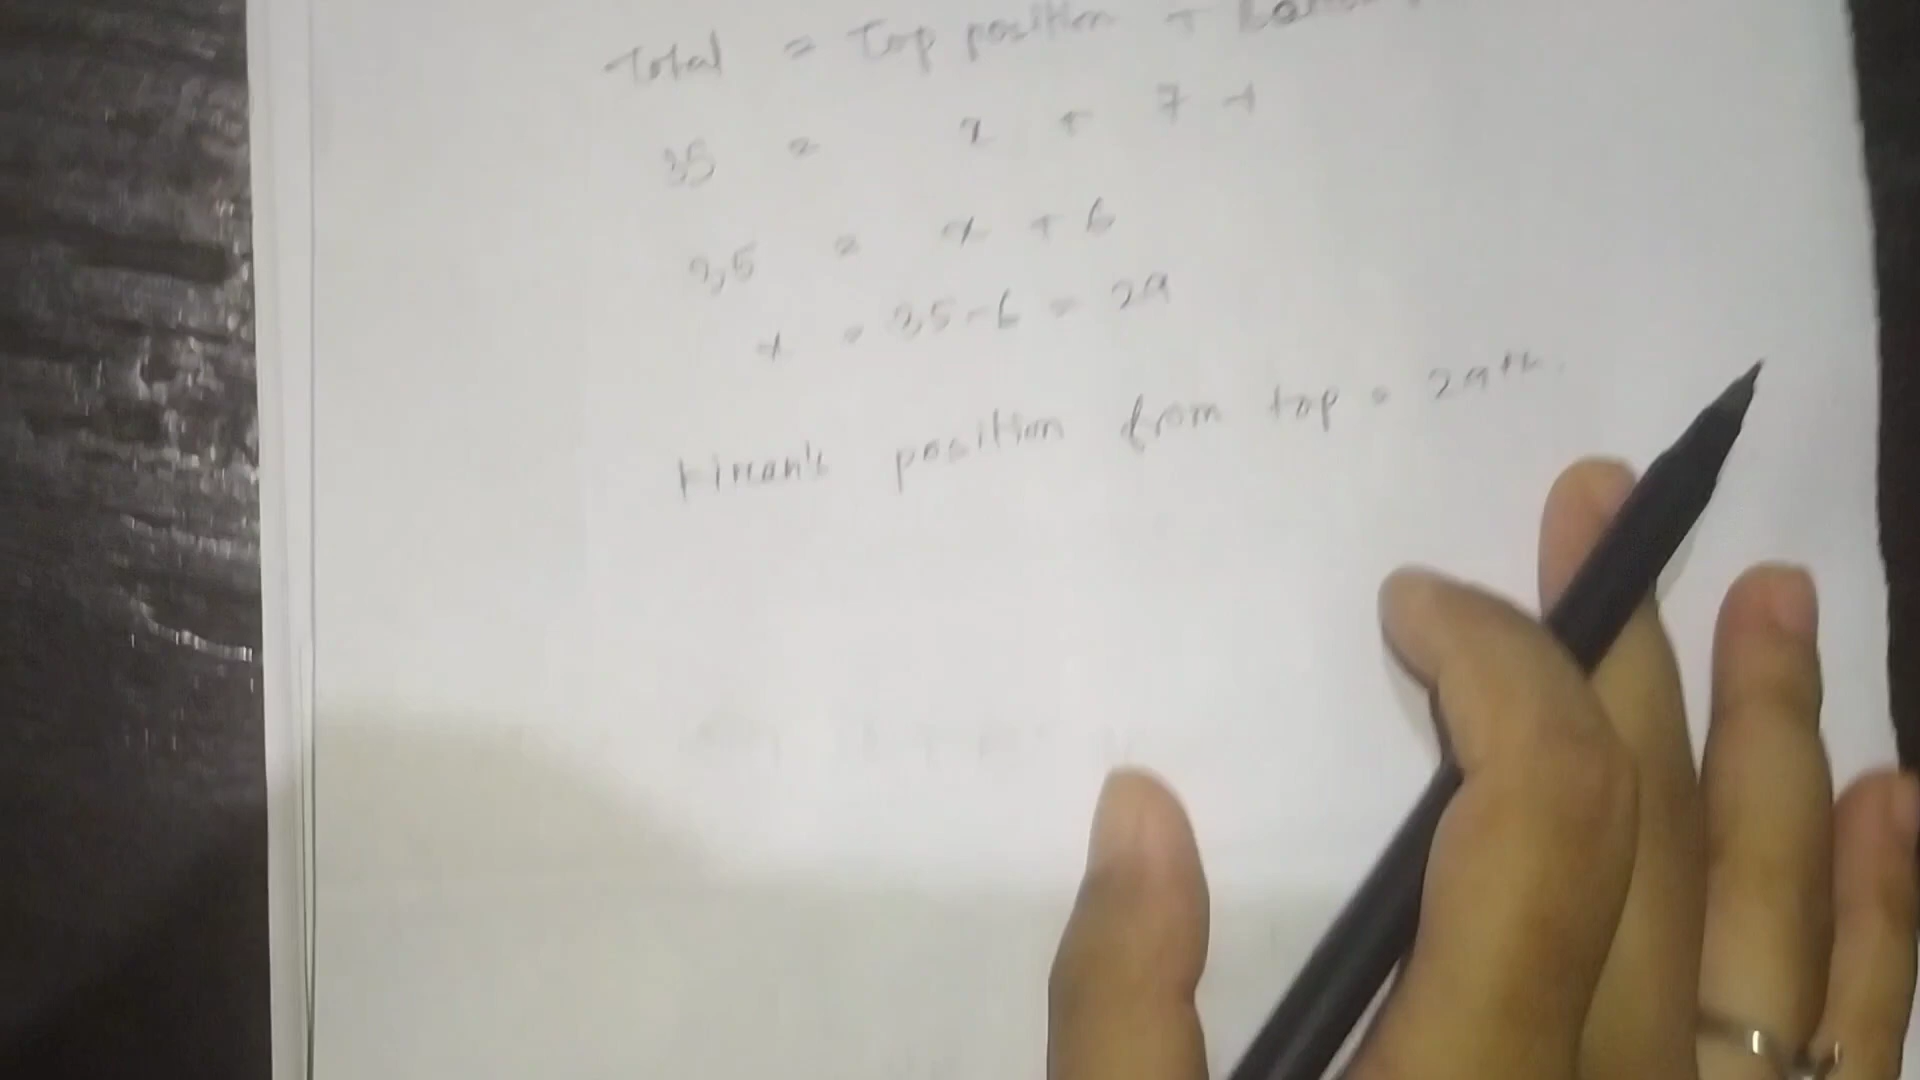 Total = Top position +
35 = x + 7 -1
35 = x + 6
x = 35-6 = 29
Kiran's position from top = 29th.